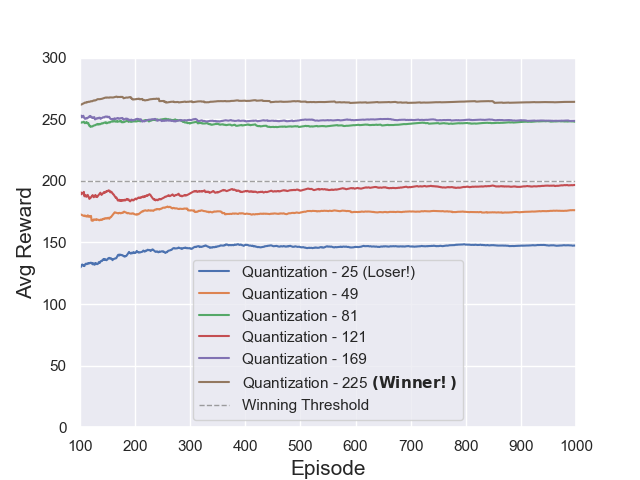 300
250
200
150
100
50
0
Avg Reward
Quantization - 25 (Loser!)
Quantization - 49
Quantization - 81
Quantization - 121
Quantization - 169
Quantization - 225 (Winner! )
Winning Threshold
100 200 300 400 500 600 700 800 900 1000
Episode